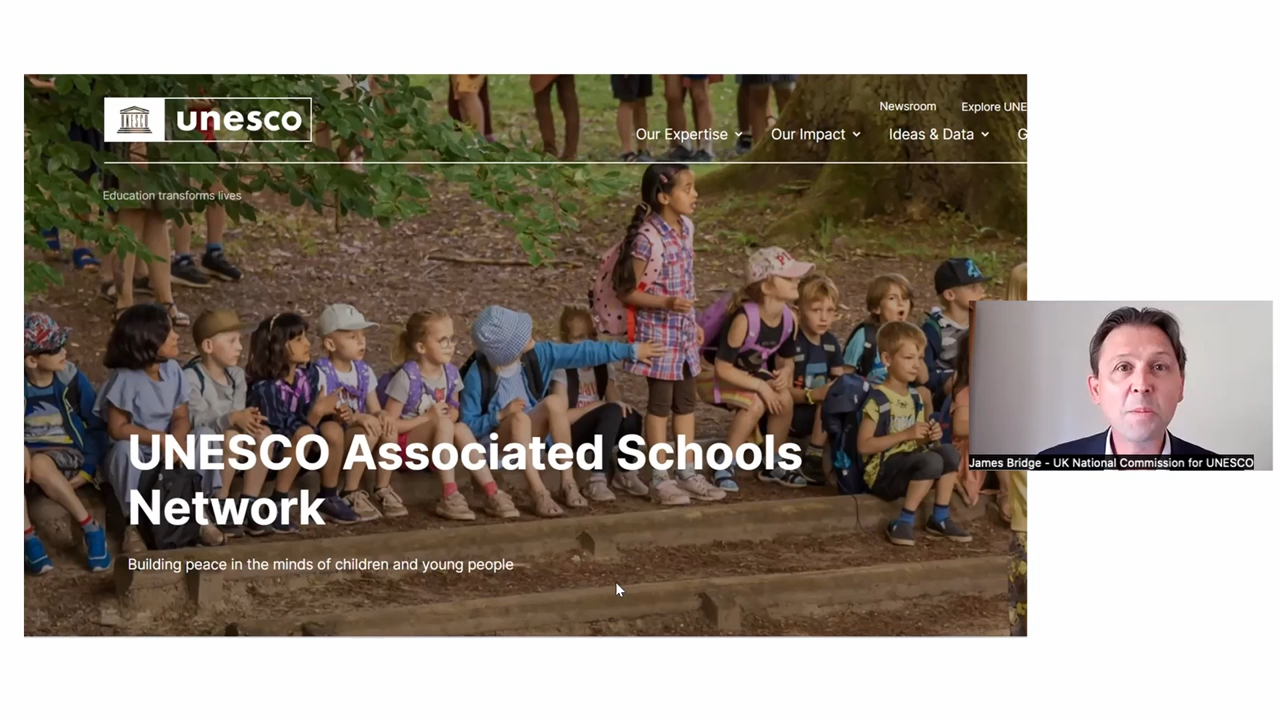 unesco
Newsroom
Explore UNE
Our Expertise
Our Impact
Ideas & Data
G
Education transforms lives
UNESCO Associated Schools
Network
Building peace in the minds of children and young people
James Bridge - UK National Commission for UNESCO